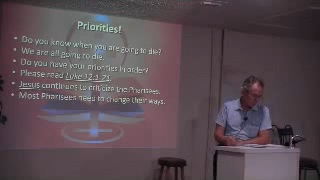 Priorities!
• Do you know when you are going to die?
• We are all going to die.
• Do you have your priorities in order?
• Please read Luke 12:1-21.
• Jesus continues to criticize the Pharisees.
• Most Pharisees need to change their ways.